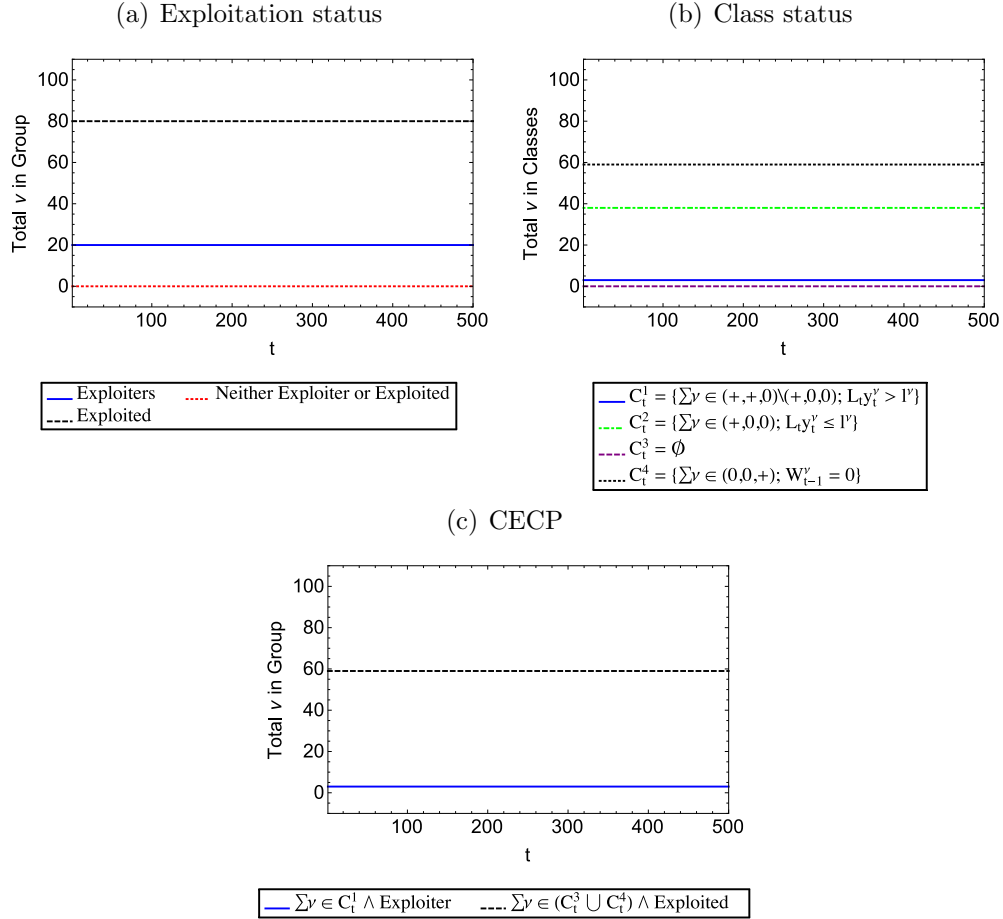 (a) Exploitation status
100
80
60
40
20
0
Total ν in Group
100 200 300 400 500
t
Exploiters
Neither Exploiter or Exploited
Exploited
(b) Class status
100
80
60
40
20
0
Total ν in Classes
100 200 300 400 500
t
C_t^1 = {∑ν ∈ (+,+,0)\(+,0,0); L_t y_t^ν > l^ν}
C_t^2 = {∑ν ∈ (+,0,0); L_t y_t^ν ≤ l^ν}
C_t^3 = ∅
C_t^4 = {∑ν ∈ (0,0,+); W_{t−1}^ν = 0}
(c) CECP
100
80
60
40
20
0
Total ν in Group
100 200 300 400 500
t
∑ν ∈ C_t^1 ∧ Exploiter
∑ν ∈ (C_t^3 ⋃ C_t^4) ∧ Exploited